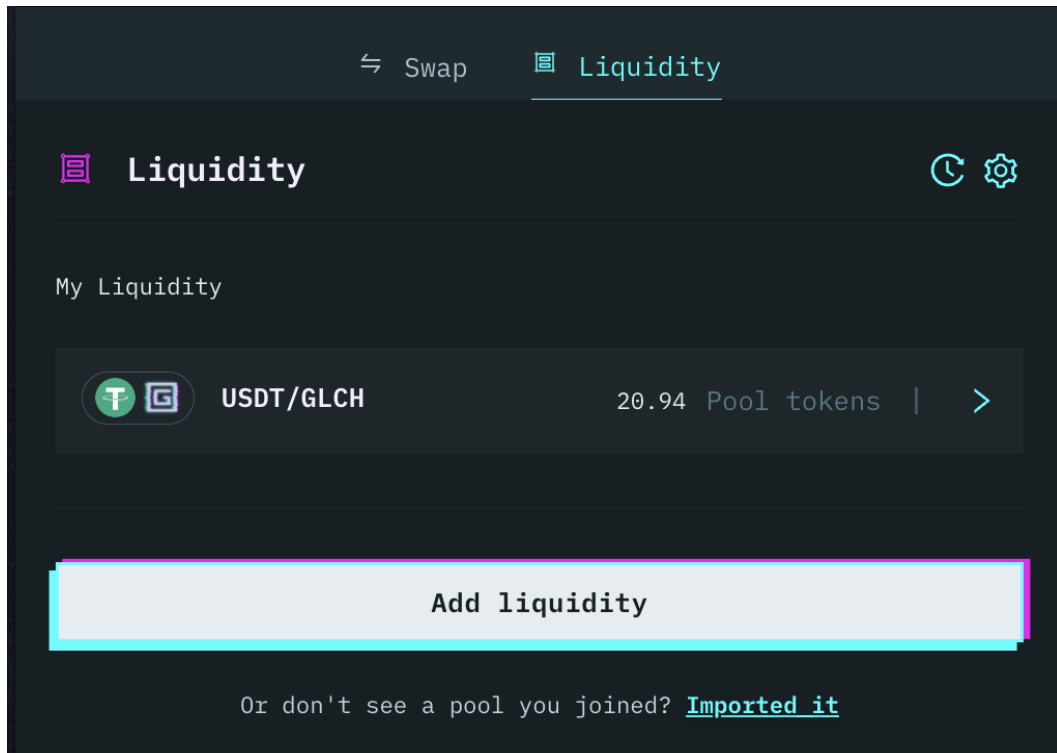 Swap Liquidity
Liquidity
My Liquidity
USDT/GLCH 20.94 Pool tokens |
Add liquidity
Or don't see a pool you joined? Imported it